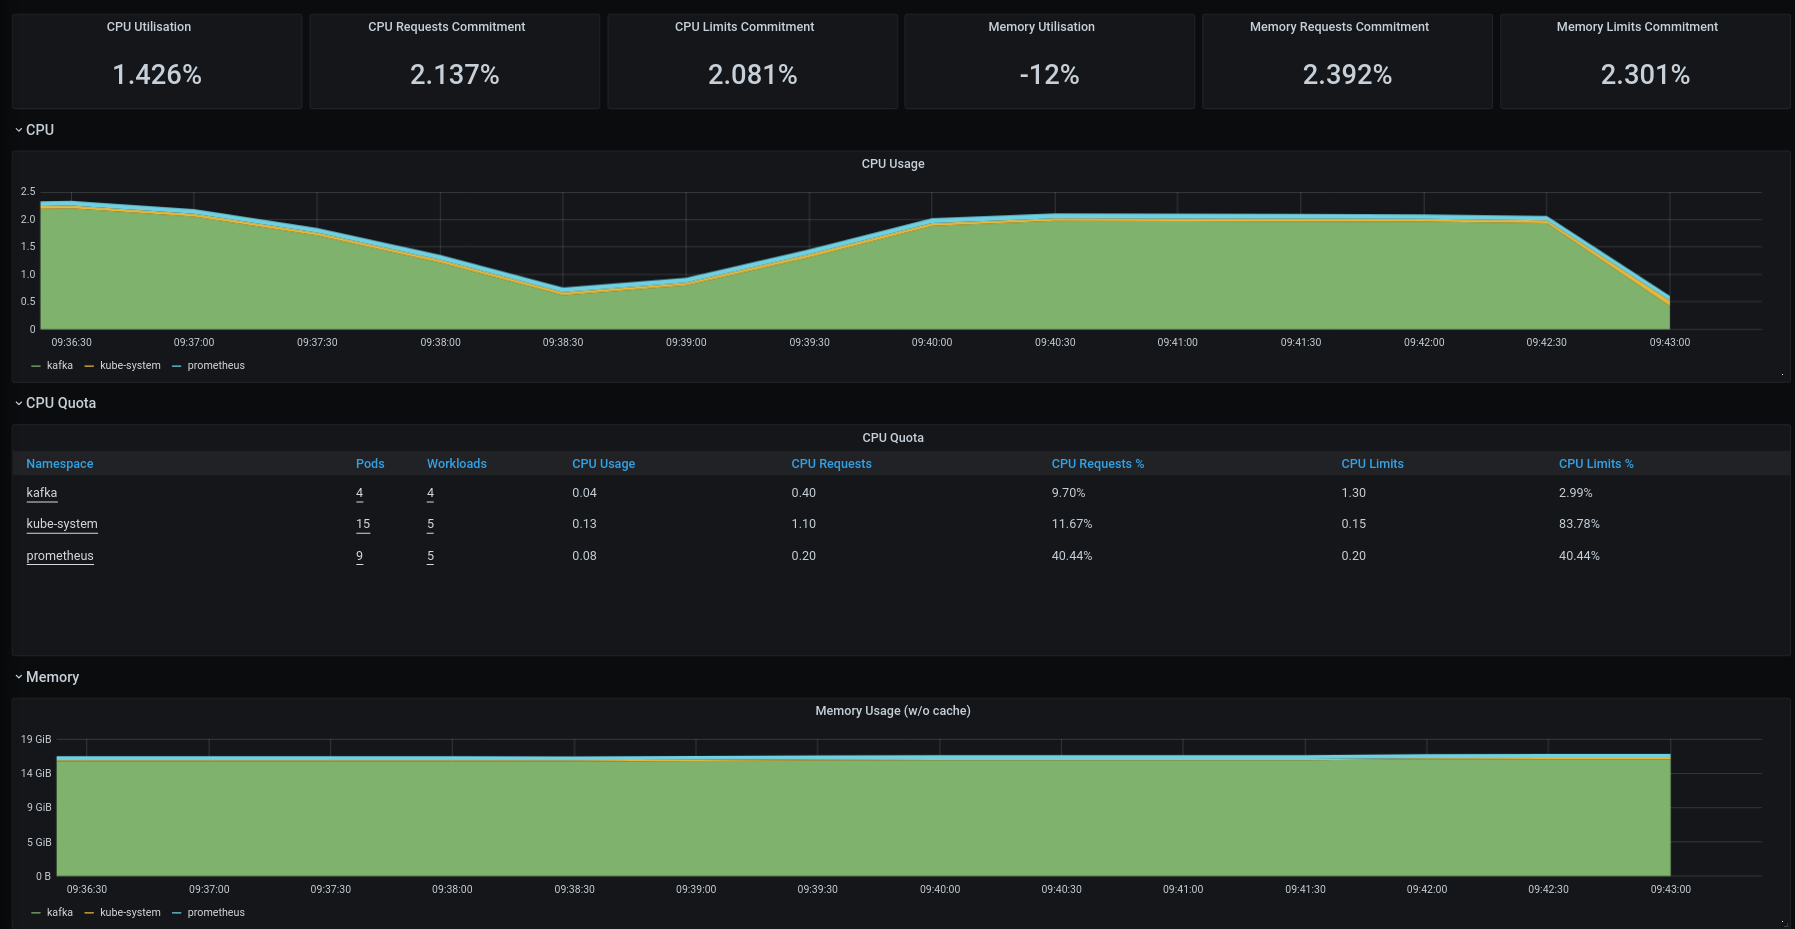 CPU Utilisation CPU Requests Commitment CPU Limits Commitment Memory Utilisation Memory Requests Commitment Memory Limits Commitment
1.426% 2.137% 2.081% -12% 2.392% 2.301%
CPU
CPU Usage
2.5
2.0
1.5
1.0
0.5
0
09:36:30 09:37:00 09:37:30 09:38:00 09:38:30 09:39:00 09:39:30 09:40:00 09:40:30 09:41:00 09:41:30 09:42:00 09:42:30 09:43:00
kafka kube-system prometheus
CPU Quota
CPU Quota
Namespace Pods Workloads CPU Usage CPU Requests CPU Requests % CPU Limits CPU Limits %
kafka 4 4 0.04 0.40 9.70% 1.30 2.99%
kube-system 15 5 0.13 1.10 11.67% 0.15 83.78%
prometheus 9 5 0.08 0.20 40.44% 0.20 40.44%
Memory
Memory Usage (w/o cache)
19 GiB
14 GiB
9 GiB
5 GiB
0 B
09:36:30 09:37:00 09:37:30 09:38:00 09:38:30 09:39:00 09:39:30 09:40:00 09:40:30 09:41:00 09:41:30 09:42:00 09:42:30 09:43:00
kafka kube-system prometheus